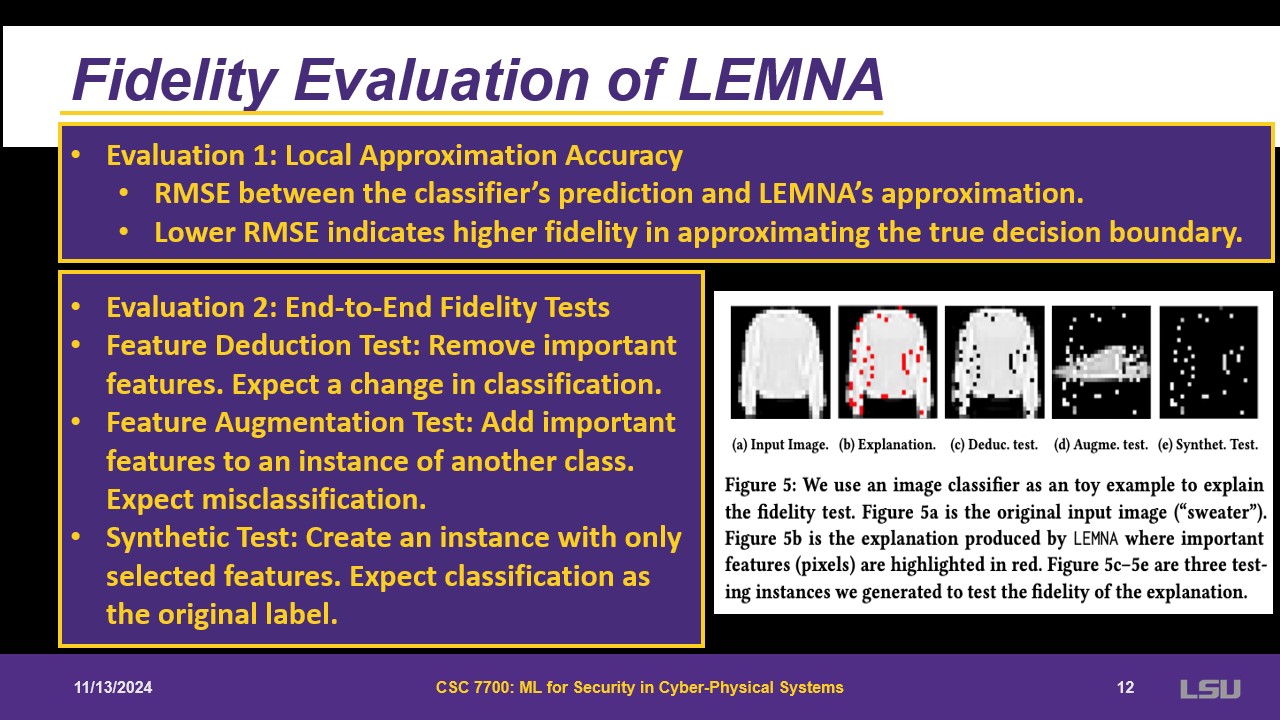 Fidelity Evaluation of LEMNA
• Evaluation 1: Local Approximation Accuracy
• RMSE between the classifier’s prediction and LEMNA’s approximation.
• Lower RMSE indicates higher fidelity in approximating the true decision boundary.
• Evaluation 2: End-to-End Fidelity Tests
• Feature Deduction Test: Remove important
features. Expect a change in classification.
• Feature Augmentation Test: Add important
features to an instance of another class.
Expect misclassification.
• Synthetic Test: Create an instance with only
selected features. Expect classification as
the original label.
(a) Input Image. (b) Explanation. (c) Deduc. test. (d) Augme. test. (e) Synthet. Test.
Figure 5: We use an image classifier as an toy example to explain
the fidelity test. Figure 5a is the original input image (“sweater”).
Figure 5b is the explanation produced by LEMNA where important
features (pixels) are highlighted in red. Figure 5c–5e are three test-
ing instances we generated to test the fidelity of the explanation.
11/13/2024
CSC 7700: ML for Security in Cyber-Physical Systems
12
LSU